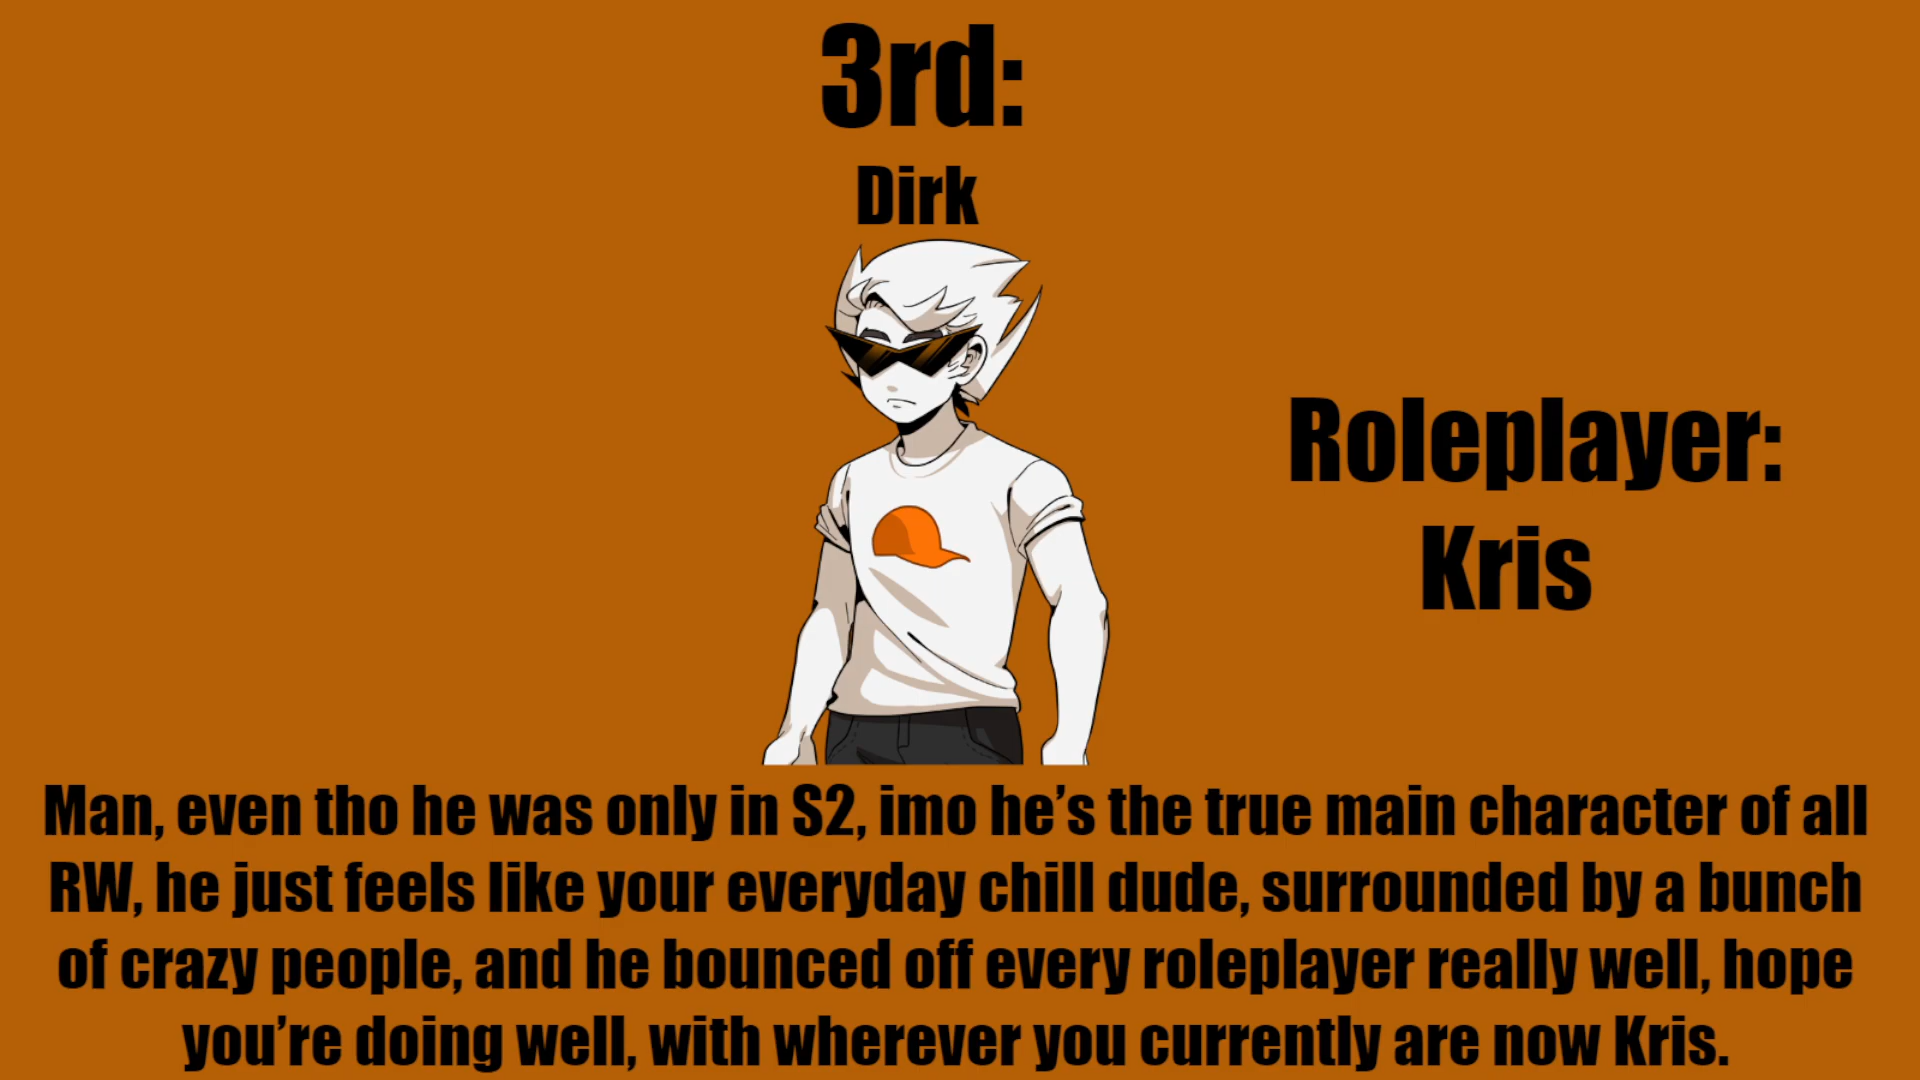 3rd:
Dirk
Roleplayer:
Kris
Man, even tho he was only in S2, imo he’s the true main character of all
RW, he just feels like your everyday chill dude, surrounded by a bunch
of crazy people, and he bounced off every roleplayer really well, hope
you’re doing well, with wherever you currently are now Kris.